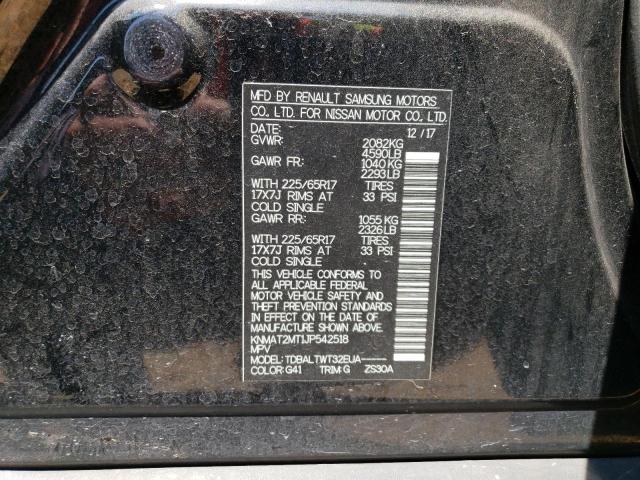 MFD BY RENAULT SAMSUNG MOTORS
CO., LTD. FOR NISSAN MOTOR CO., LTD.
DATE: 12/17
GVWR: 2082KG
4590LB
GAWR FR: 1040KG
2293LB
WITH 225/65R17 TIRES
17X7J RIMS AT 33 PSI
COLD SINGLE
GAWR RR: 1055KG
2326LB
WITH 225/65R17 TIRES
17X7J RIMS AT 33 PSI
COLD SINGLE
THIS VEHICLE CONFORMS TO
ALL APPLICABLE FEDERAL
MOTOR VEHICLE SAFETY AND
THEFT PREVENTION STANDARDS
IN EFFECT ON THE DATE OF
MANUFACTURE SHOWN ABOVE.
KNMAT2MT1JP542518
MPV
MODEL: TDBALTWT32EUA-----
COLOR: G41 TRIM: G ZS30A